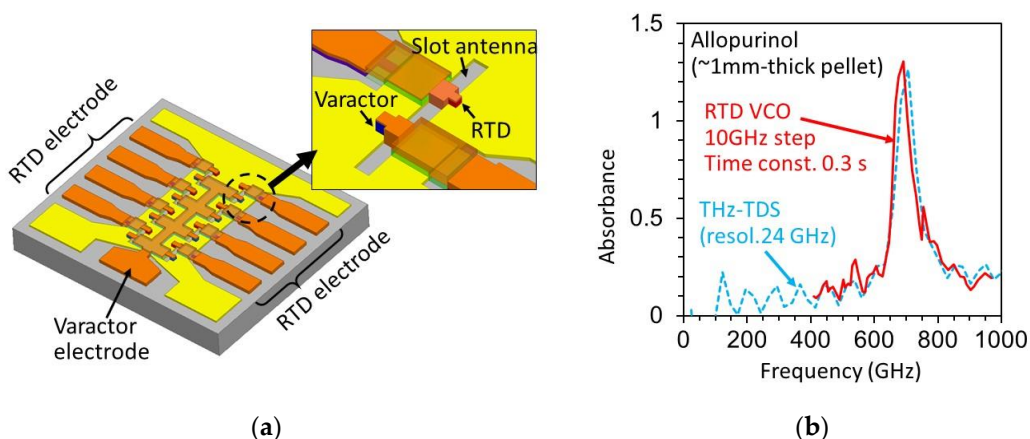 RTD electrode
Varactor
electrode
RTD electrode
Slot antenna
Varactor
RTD
(a)
1.5
1
0.5
0
Absorbance
Allopurinol
(~1mm-thick pellet)
RTD VCO
10GHz step
Time const. 0.3 s
THz-TDS
(resol.24 GHz)
0 200 400 600 800 1000
Frequency (GHz)
(b)